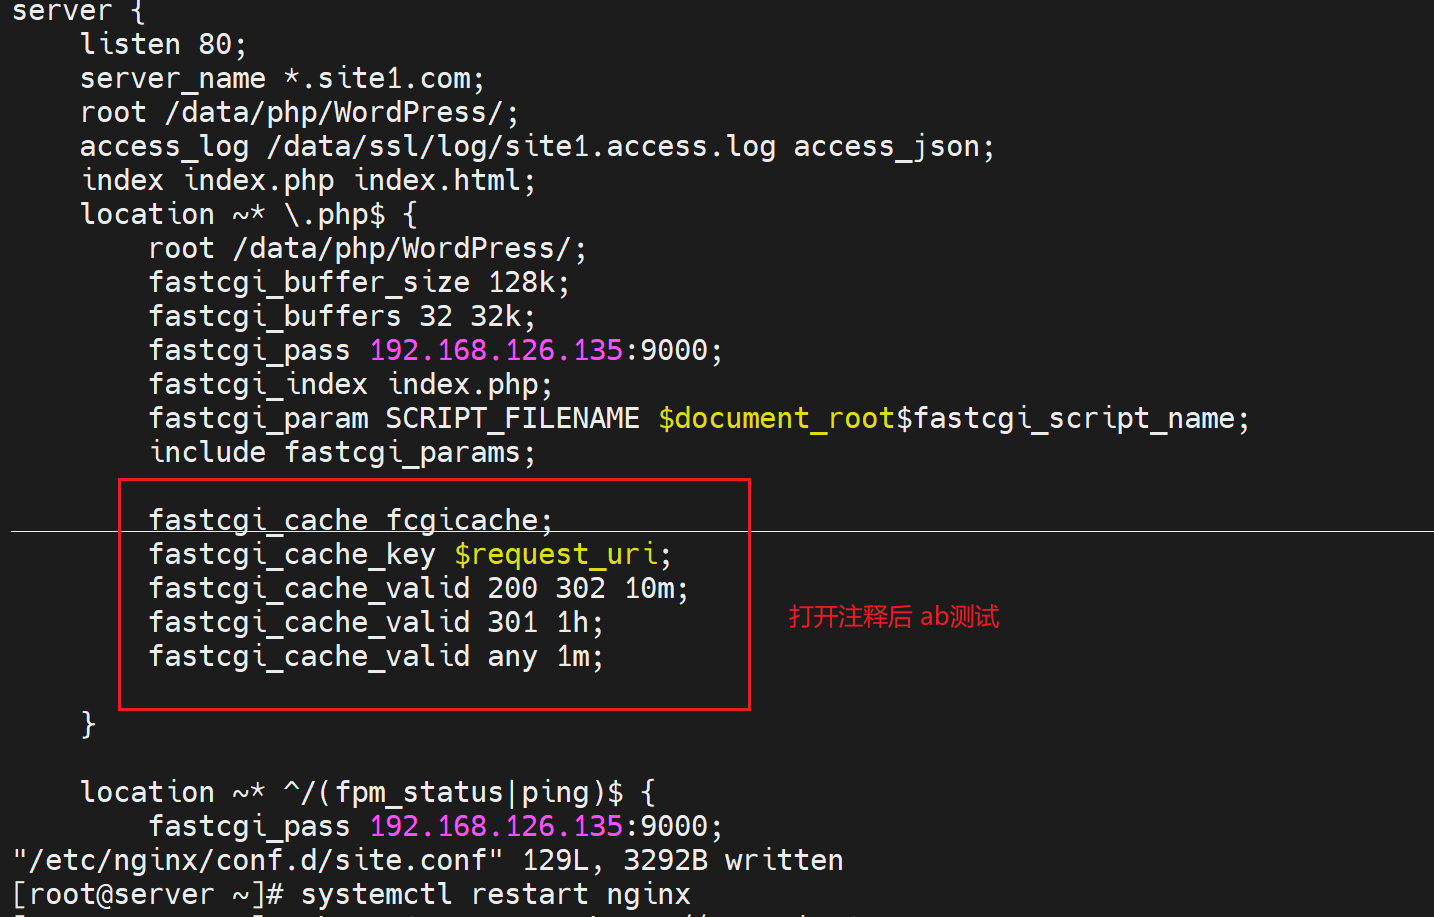 server {
listen 80;
server_name *.site1.com;
root /data/php/WordPress/;
access_log /data/ssl/log/site1.access.log access_json;
index index.php index.html;
location ~* \.php$ {
root /data/php/WordPress/;
fastcgi_buffer_size 128k;
fastcgi_buffers 32 32k;
fastcgi_pass 192.168.126.135:9000;
fastcgi_index index.php;
fastcgi_param SCRIPT_FILENAME $document_root$fastcgi_script_name;
include fastcgi_params;
fastcgi_cache fcgicache;
fastcgi_cache_key $request_uri;
fastcgi_cache_valid 200 302 10m;
fastcgi_cache_valid 301 1h;
打开注释后 ab测试
fastcgi_cache_valid any 1m;
}
location ~* ^/(fpm_status|ping)$ {
fastcgi_pass 192.168.126.135:9000;
"/etc/nginx/conf.d/site.conf" 129L, 3292B written
[root@server ~]# systemctl restart nginx